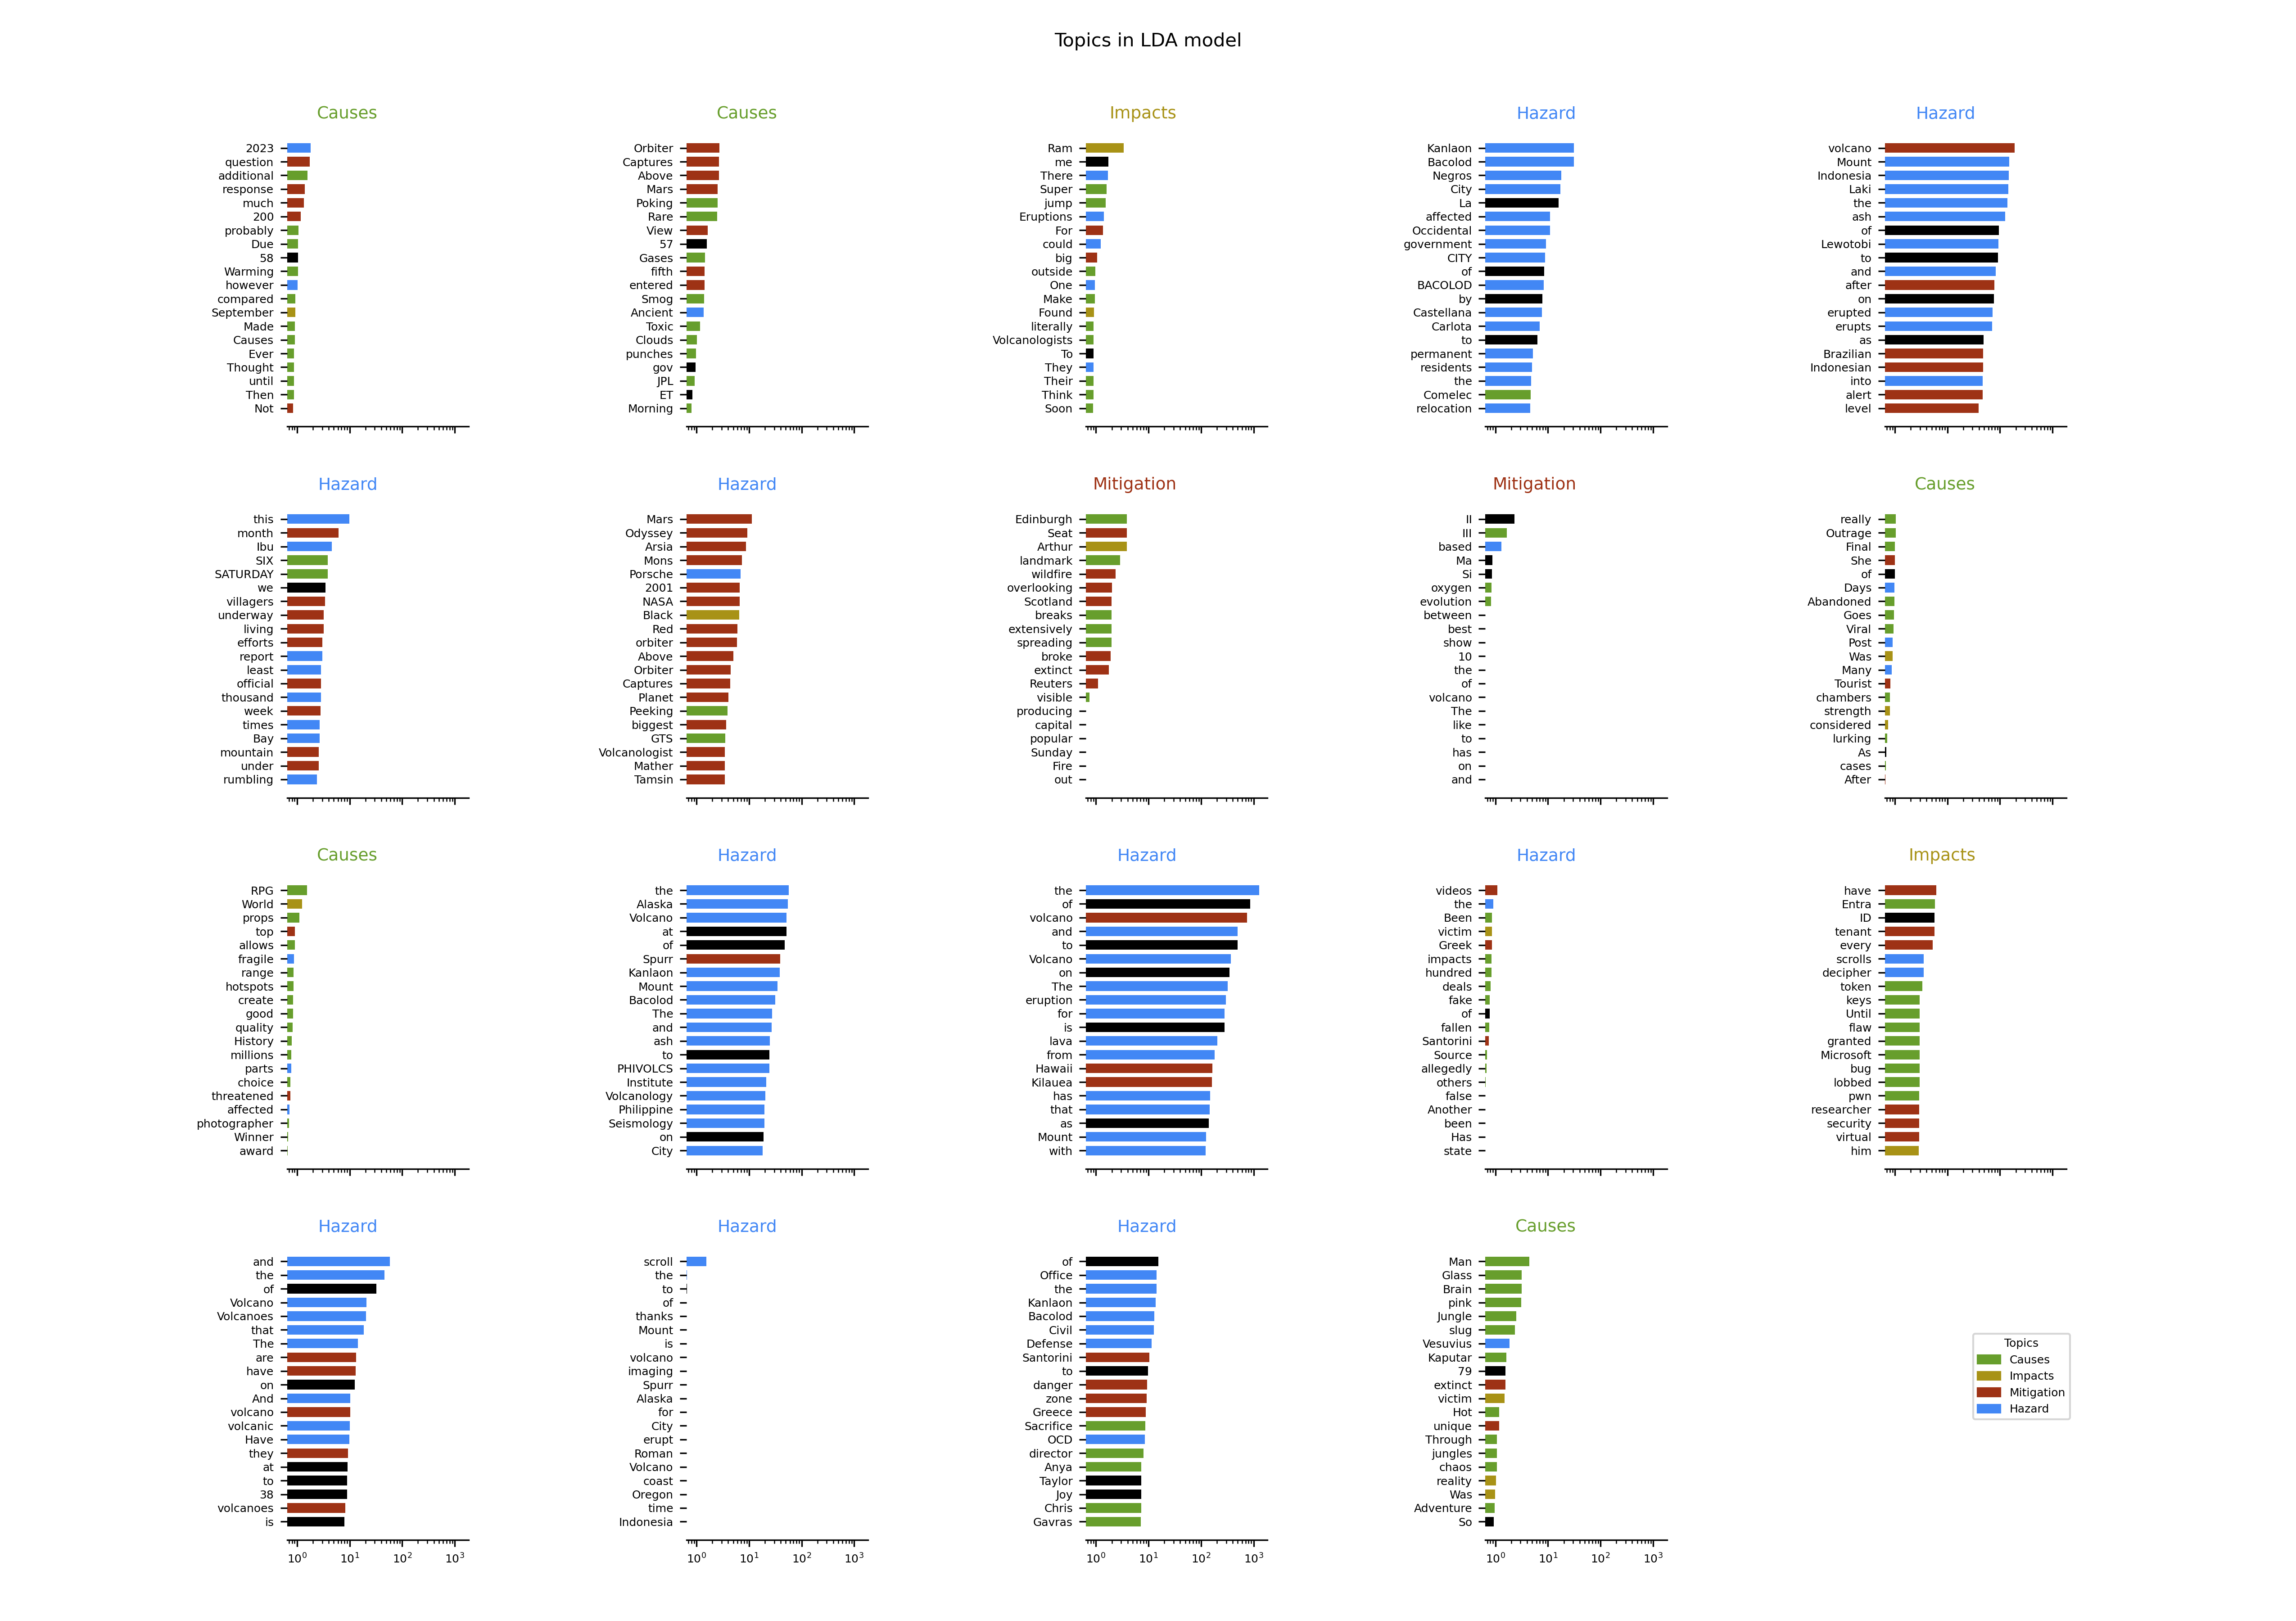 Topics in LDA model
Causes
2023
question
additional
response
much
200
probably
Due
58
Warming
however
compared
September
Made
Causes
Ever
Thought
until
Then
Not
Causes
Orbiter
Captures
Above
Mars
Poking
Rare
View
57
Gases
fifth
entered
Smog
Ancient
Toxic
Clouds
punches
gov
JPL
ET
Morning
Impacts
Ram
me
There
Super
jump
Eruptions
For
could
big
outside
One
Make
Found
literally
Volcanologists
To
They
Their
Think
Soon
Hazard
Kanlaon
Bacolod
Negros
City
La
affected
Occidental
government
CITY
of
BACOLOD
by
Castellana
Carlota
to
permanent
residents
the
Comelec
relocation
Hazard
volcano
Mount
Indonesia
Laki
the
ash
of
Lewotobi
to
and
after
on
erupted
erupts
as
Brazilian
Indonesian
into
alert
level
Hazard
this
month
Ibu
SIX
SATURDAY
we
villagers
underway
living
efforts
report
least
official
thousand
week
times
Bay
mountain
under
rumbling
Hazard
Mars
Odyssey
Arsia
Mons
Porsche
2001
NASA
Black
Red
orbiter
Above
Orbiter
Captures
Planet
Peeking
biggest
GTS
Volcanologist
Mather
Tamsin
Mitigation
Edinburgh
Seat
Arthur
landmark
wildfire
overlooking
Scotland
breaks
extensively
spreading
broke
extinct
Reuters
visible
producing
capital
popular
Sunday
Fire
out
Mitigation
II
III
based
Ma
Si
oxygen
evolution
between
best
show
10
the
of
volcano
The
like
to
has
on
and
Causes
really
Outrage
Final
She
of
Days
Abandoned
Goes
Viral
Post
Was
Many
Tourist
chambers
strength
considered
lurking
As
cases
After
Causes
RPG
World
props
top
allows
fragile
range
hotspots
create
good
quality
History
millions
parts
choice
threatened
affected
photographer
Winner
award
Hazard
the
Alaska
Volcano
at
of
Spurr
Kanlaon
Mount
Bacolod
The
and
ash
to
PHIVOLCS
Institute
Volcanology
Philippine
Seismology
on
City
Hazard
the
of
volcano
and
to
Volcano
on
The
eruption
for
is
lava
from
Hawaii
Kilauea
has
that
as
Mount
with
Hazard
videos
the
Been
victim
Greek
impacts
hundred
deals
fake
of
fallen
Santorini
Source
allegedly
others
false
Another
been
Has
state
Impacts
have
Entra
ID
tenant
every
scrolls
decipher
token
keys
Until
flaw
granted
Microsoft
bug
lobbed
pwn
researcher
security
virtual
him
Hazard
and
the
of
Volcano
Volcanoes
that
The
are
have
on
And
volcano
volcanic
Have
they
at
to
38
volcanoes
is
10⁰ 10¹ 10² 10³
Hazard
scroll
the
to
of
thanks
Mount
is
volcano
imaging
Spurr
Alaska
for
City
erupt
Roman
Volcano
coast
Oregon
time
Indonesia
10⁰ 10¹ 10² 10³
Hazard
of
Office
the
Kanlaon
Bacolod
Civil
Defense
Santorini
to
danger
zone
Greece
Sacrifice
OCD
director
Anya
Taylor
Joy
Chris
Gavras
10⁰ 10¹ 10² 10³
Causes
Man
Glass
Brain
pink
Jungle
slug
Vesuvius
Kaputar
79
extinct
victim
Hot
unique
Through
jungles
chaos
reality
Was
Adventure
So
10⁰ 10¹ 10² 10³
Topics
Causes
Impacts
Mitigation
Hazard